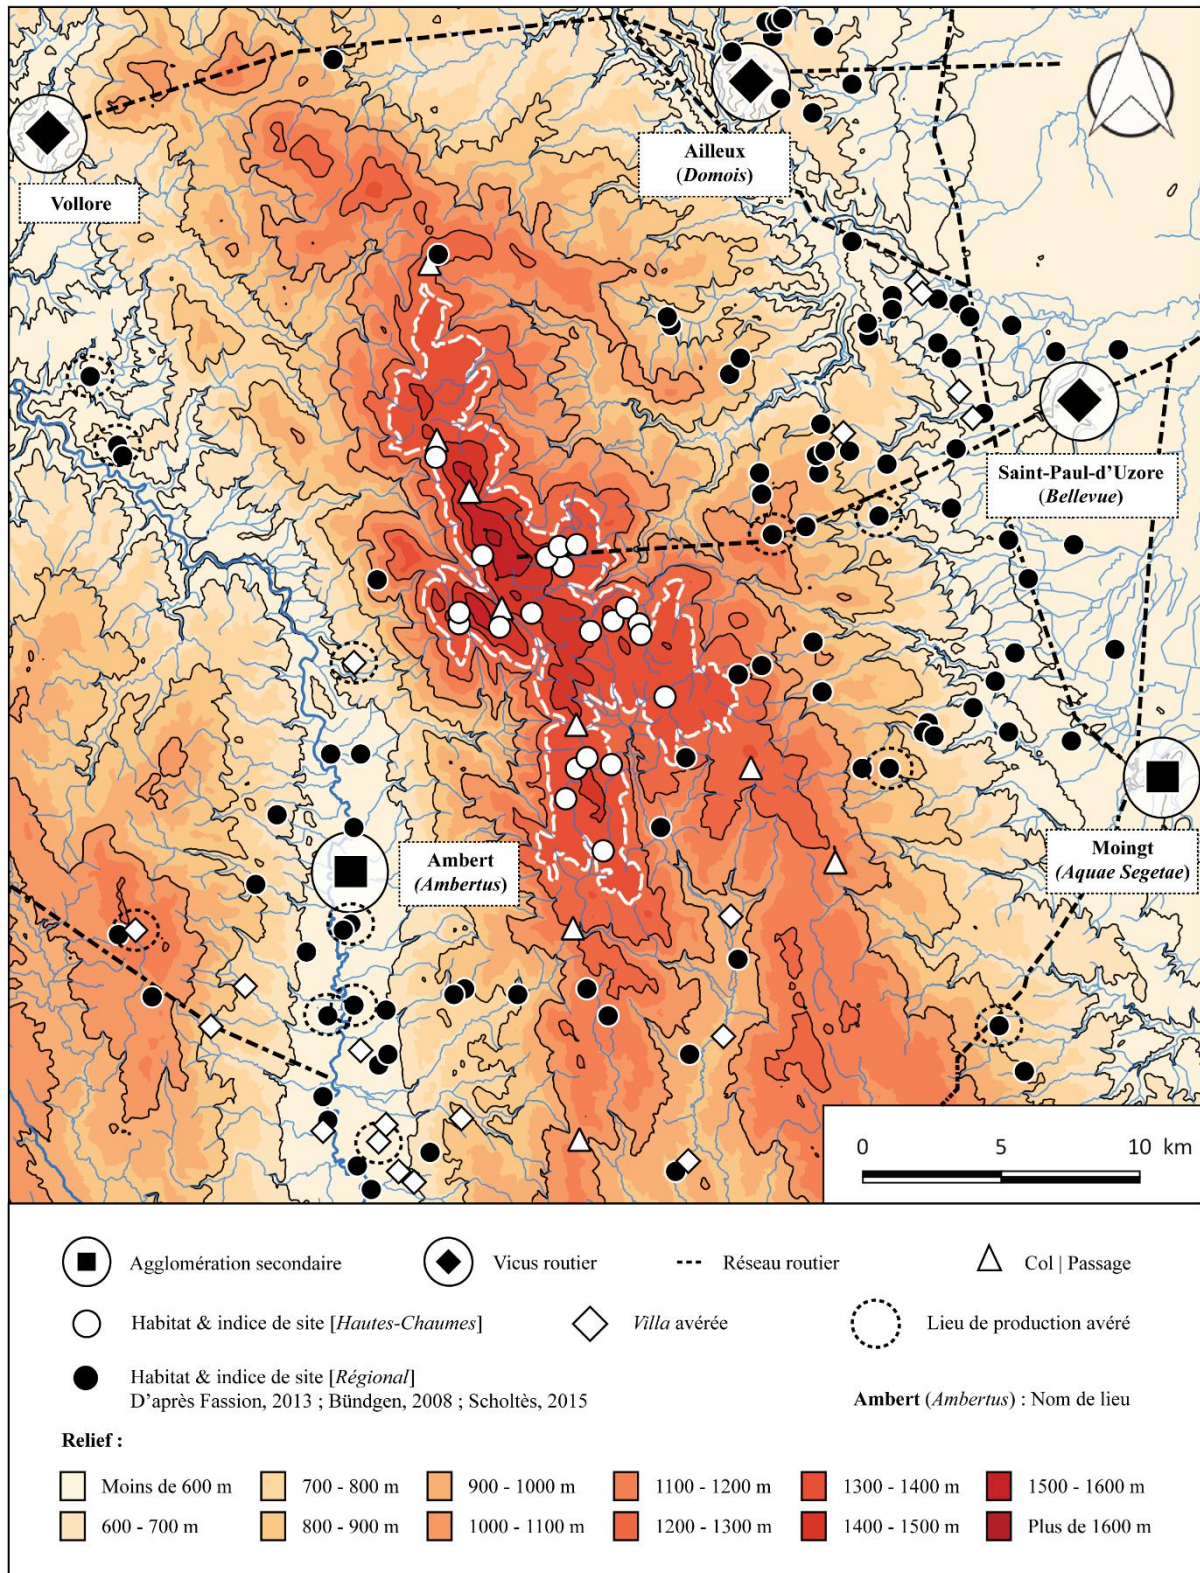 Vollore
Ailleux
(Domois)
Saint-Paul-d'Uzore
(Bellevue)
Ambert
(Ambertus)
Moingt
(Aquae Segetae)
0 5 10 km
Agglomération secondaire
Vicus routier
Réseau routier
Col | Passage
Habitat & indice de site [Hautes-Chaumes]
Villa avérée
Lieu de production avéré
Habitat & indice de site [Régional]
D'après Fassion, 2013 ; Bündgen, 2008 ; Scholtès, 2015
Ambert (Ambertus) : Nom de lieu
Relief :
Moins de 600 m
700 - 800 m
900 - 1000 m
1100 - 1200 m
1300 - 1400 m
1500 - 1600 m
600 - 700 m
800 - 900 m
1000 - 1100 m
1200 - 1300 m
1400 - 1500 m
Plus de 1600 m